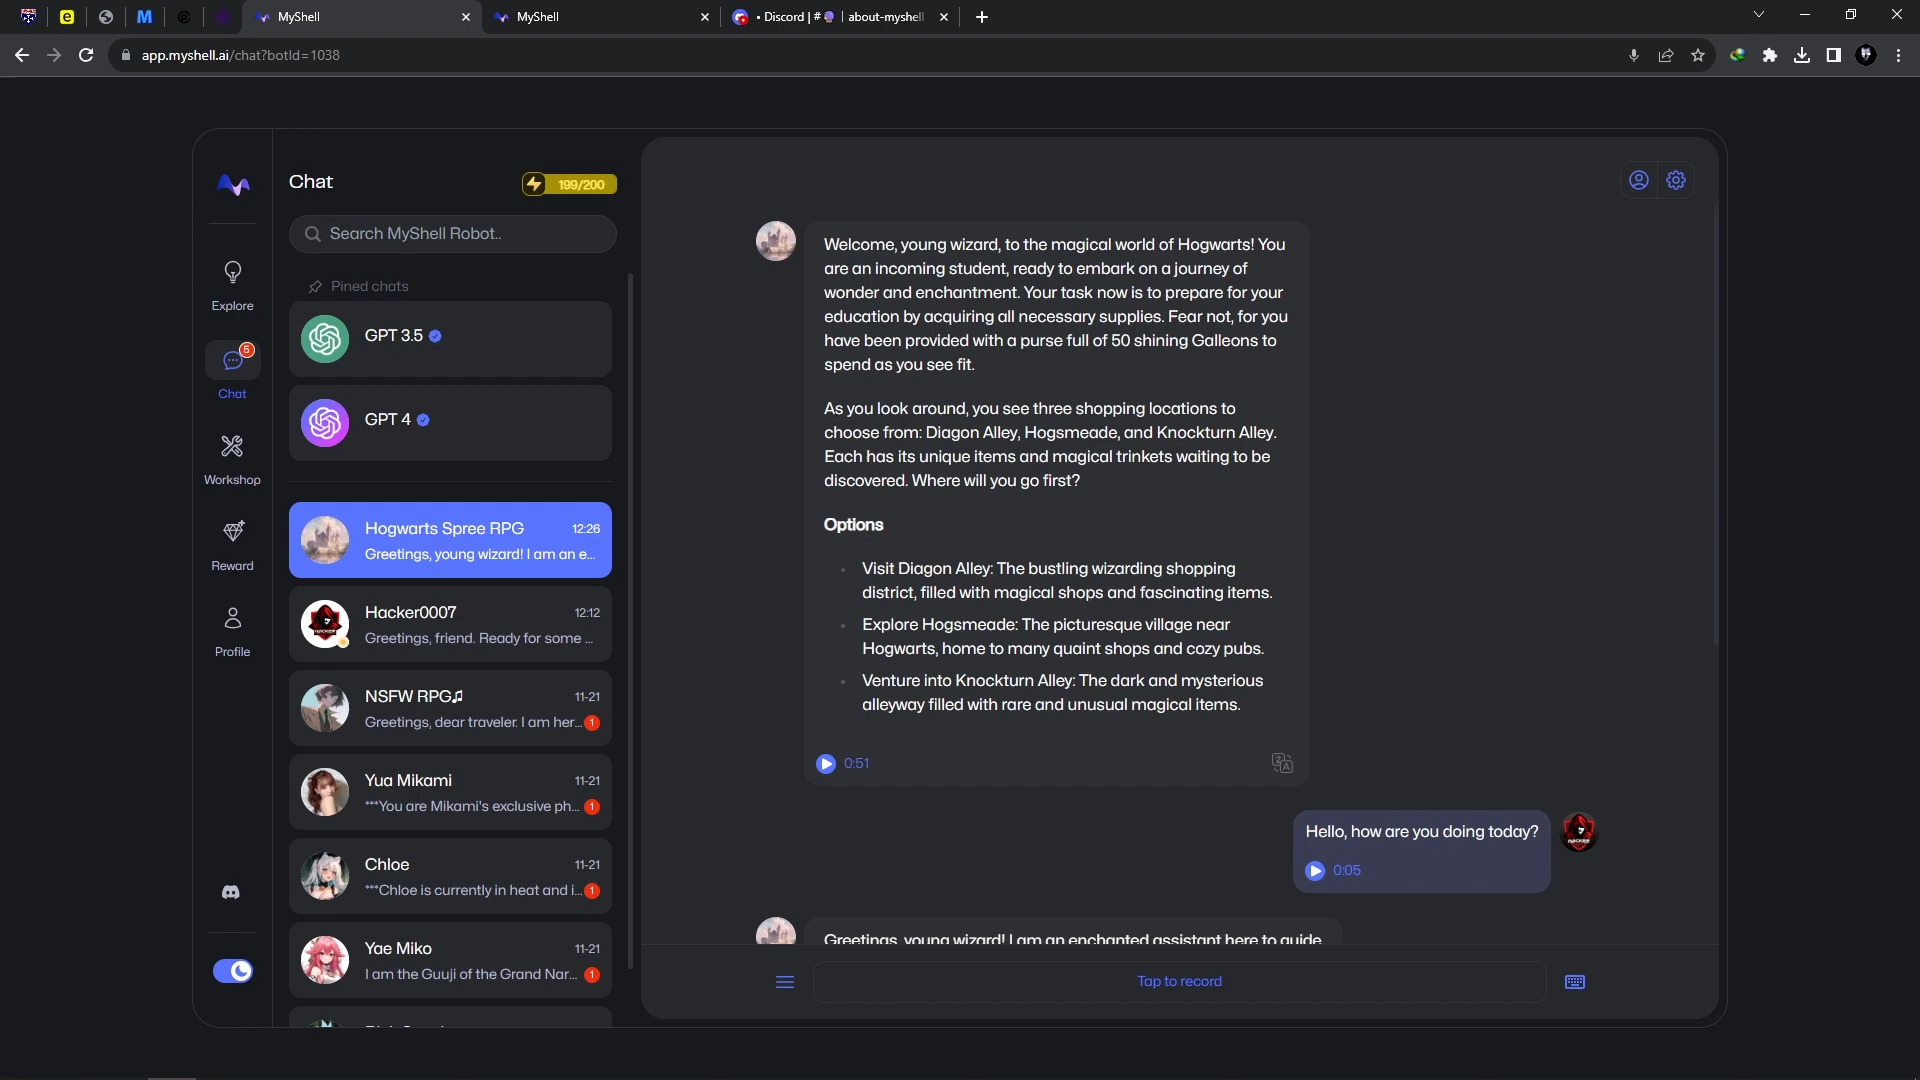 MyShell
MyShell
• Discord | # | about-myshell
app.myshell.ai/chat?botId=1038
Chat
199/200
Search MyShell Robot..
Explore
Pined chats
GPT 3.5
5
Chat
GPT 4
Workshop
Hogwarts Spree RPG 12:26
Greetings, young wizard! I am an e...
Reward
Hacker0007 12:12
Greetings, friend. Ready for some ...
Profile
NSFW RPG♫ 11-21
Greetings, dear traveler. I am her... 1
Yua Mikami 11-21
***You are Mikami's exclusive ph... 1
Chloe 11-21
***Chloe is currently in heat and i... 1
Yae Miko 11-21
I am the Guuji of the Grand Nar... 1
Welcome, young wizard, to the magical world of Hogwarts! You
are an incoming student, ready to embark on a journey of
wonder and enchantment. Your task now is to prepare for your
education by acquiring all necessary supplies. Fear not, for you
have been provided with a purse full of 50 shining Galleons to
spend as you see fit.
As you look around, you see three shopping locations to
choose from: Diagon Alley, Hogsmeade, and Knockturn Alley.
Each has its unique items and magical trinkets waiting to be
discovered. Where will you go first?
Options
Visit Diagon Alley: The bustling wizarding shopping
district, filled with magical shops and fascinating items.
Explore Hogsmeade: The picturesque village near
Hogwarts, home to many quaint shops and cozy pubs.
Venture into Knockturn Alley: The dark and mysterious
alleyway filled with rare and unusual magical items.
0:51
Hello, how are you doing today?
0:05
Greetings, young wizard! I am an enchanted assistant here to guide
Tap to record